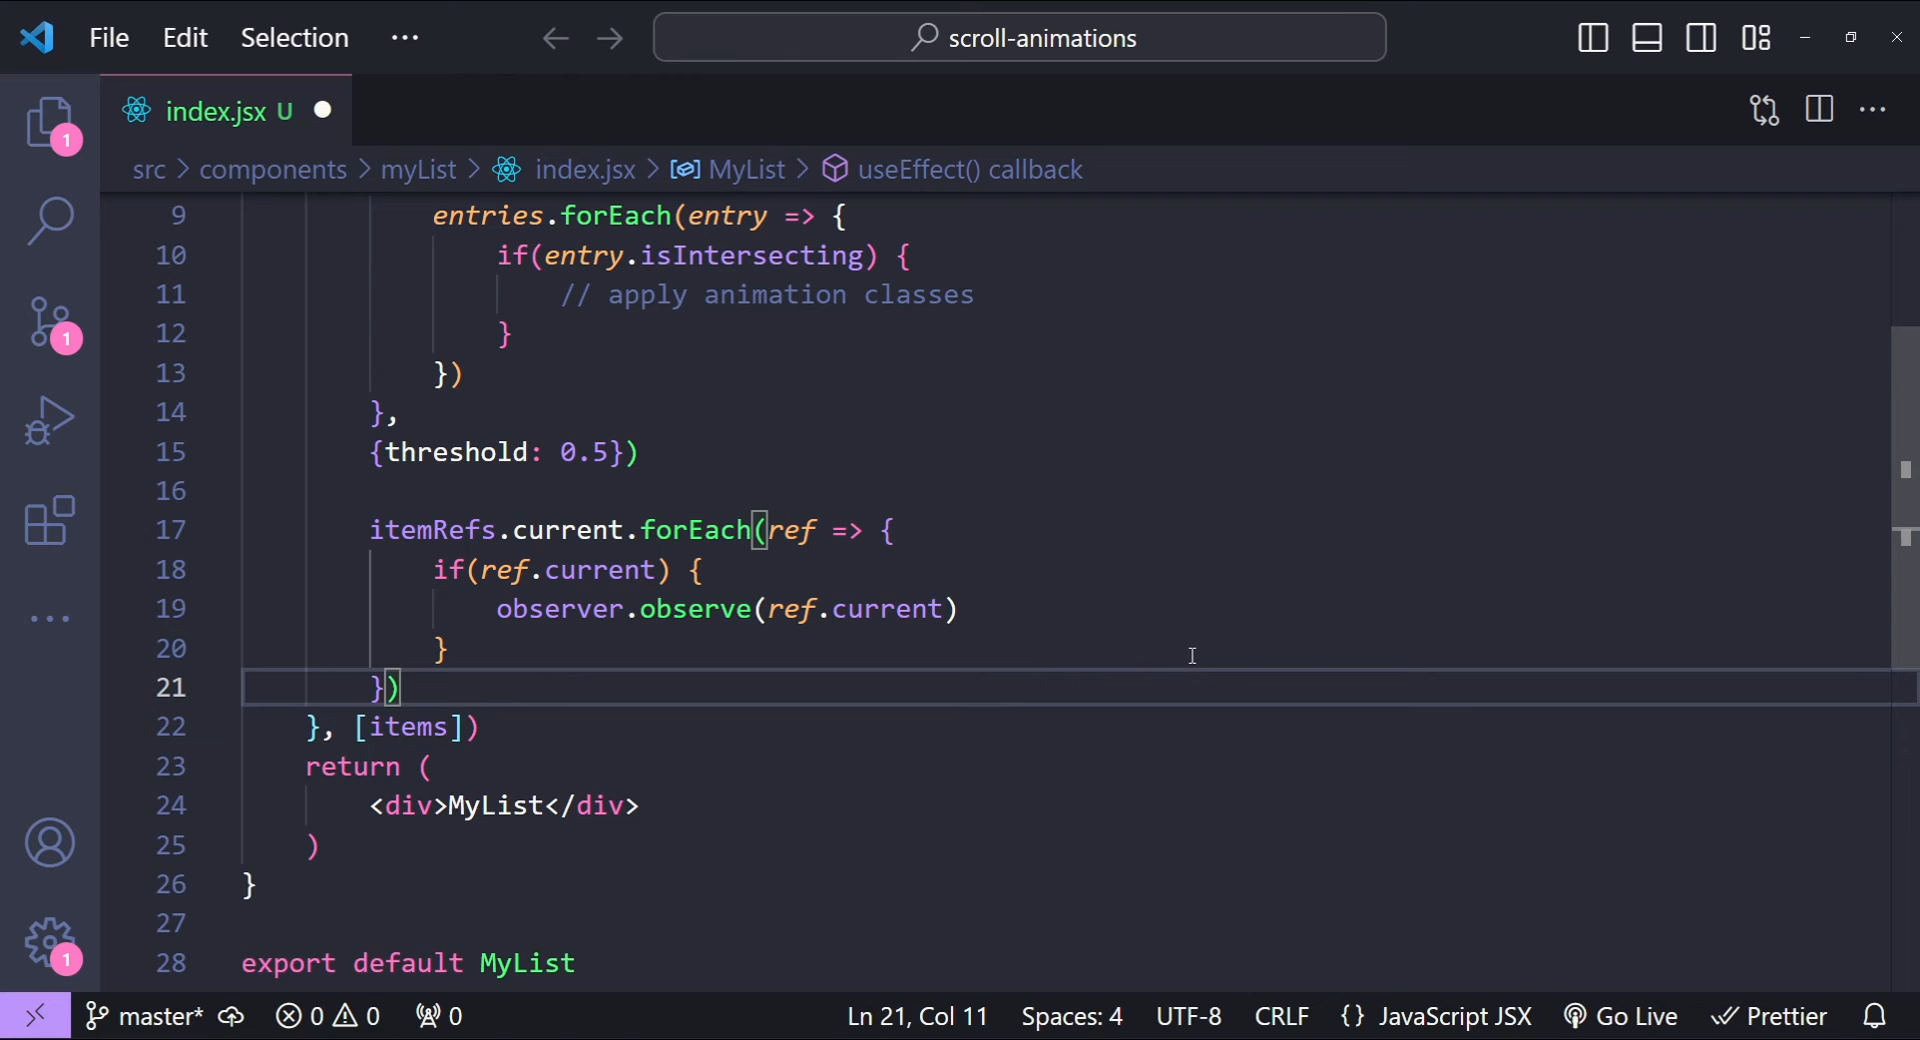 File Edit Selection ··· scroll-animations
index.jsx U
src > components > myList > index.jsx > MyList > useEffect() callback
9 entries.forEach(entry => {
10 if(entry.isIntersecting) {
11 // apply animation classes
12 }
13 })
14 },
15 {threshold: 0.5})
16
17 itemRefs.current.forEach(ref => {
18 if(ref.current) {
19 observer.observe(ref.current)
20 }
21 })
22 }, [items])
23 return (
24 <div>MyList</div>
25 )
26 }
27
28 export default MyList
1
1
1
master* 0 0 0 Ln 21, Col 11 Spaces: 4 UTF-8 CRLF {} JavaScript JSX Go Live Prettier